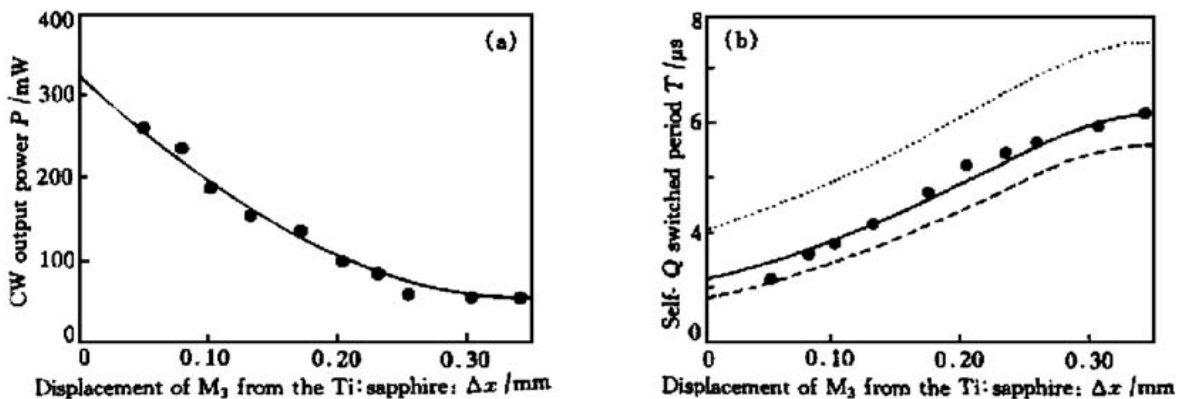 400
300
200
100
0
CW output power P /mW
(a)
0
0.10
0.20
0.30
Displacement of M₃ from the Ti:sapphire: Δx /mm
8
6
4
0
Self- Q switched period T /μs
(b)
0
0.10
0.20
0.30
Displacement of M₃ from the Ti:sapphire: Δx /mm